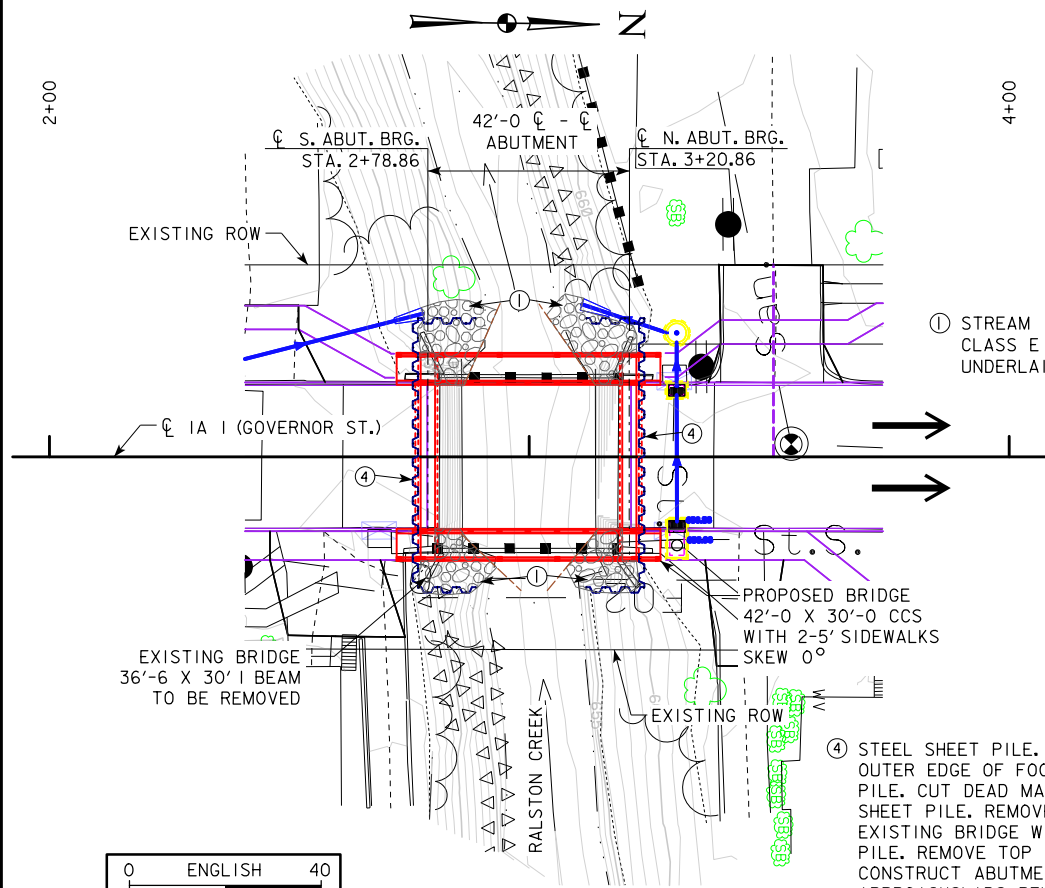 N
2+00
4+00
℄ S. ABUT. BRG.
STA. 2+78.86
42'-0 ℄ - ℄
ABUTMENT
℄ N. ABUT. BRG.
STA. 3+20.86
660
SB
EXISTING ROW
1
1 STREAM
CLASS E
UNDERLAI
℄ IA 1 (GOVERNOR ST.)
4
4
St.S.
1
PROPOSED BRIDGE
42'-0 X 30'-0 CCS
WITH 2-5' SIDEWALKS
SKEW 0°
EXISTING BRIDGE
36'-6 X 30' I BEAM
TO BE REMOVED
EXISTING ROW
RALSTON CREEK
4 STEEL SHEET PILE.
OUTER EDGE OF FOO
PILE. CUT DEAD MA
SHEET PILE. REMOVE
EXISTING BRIDGE W
PILE. REMOVE TOP
CONSTRUCT ABUTME
0 ENGLISH 40